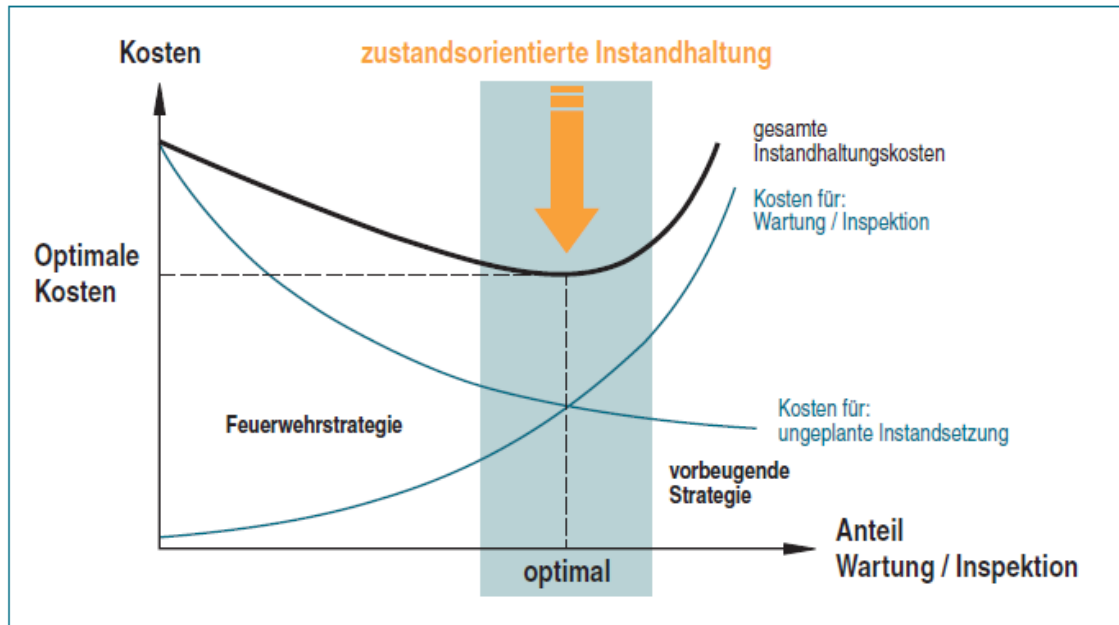 Kosten
zustandsorientierte Instandhaltung
gesamte
Instandhaltungskosten
Kosten für:
Wartung / Inspektion
Optimale
Kosten
Feuerwehrstrategie
Kosten für:
ungeplante Instandsetzung
vorbeugende
Strategie
optimal
Anteil
Wartung / Inspektion